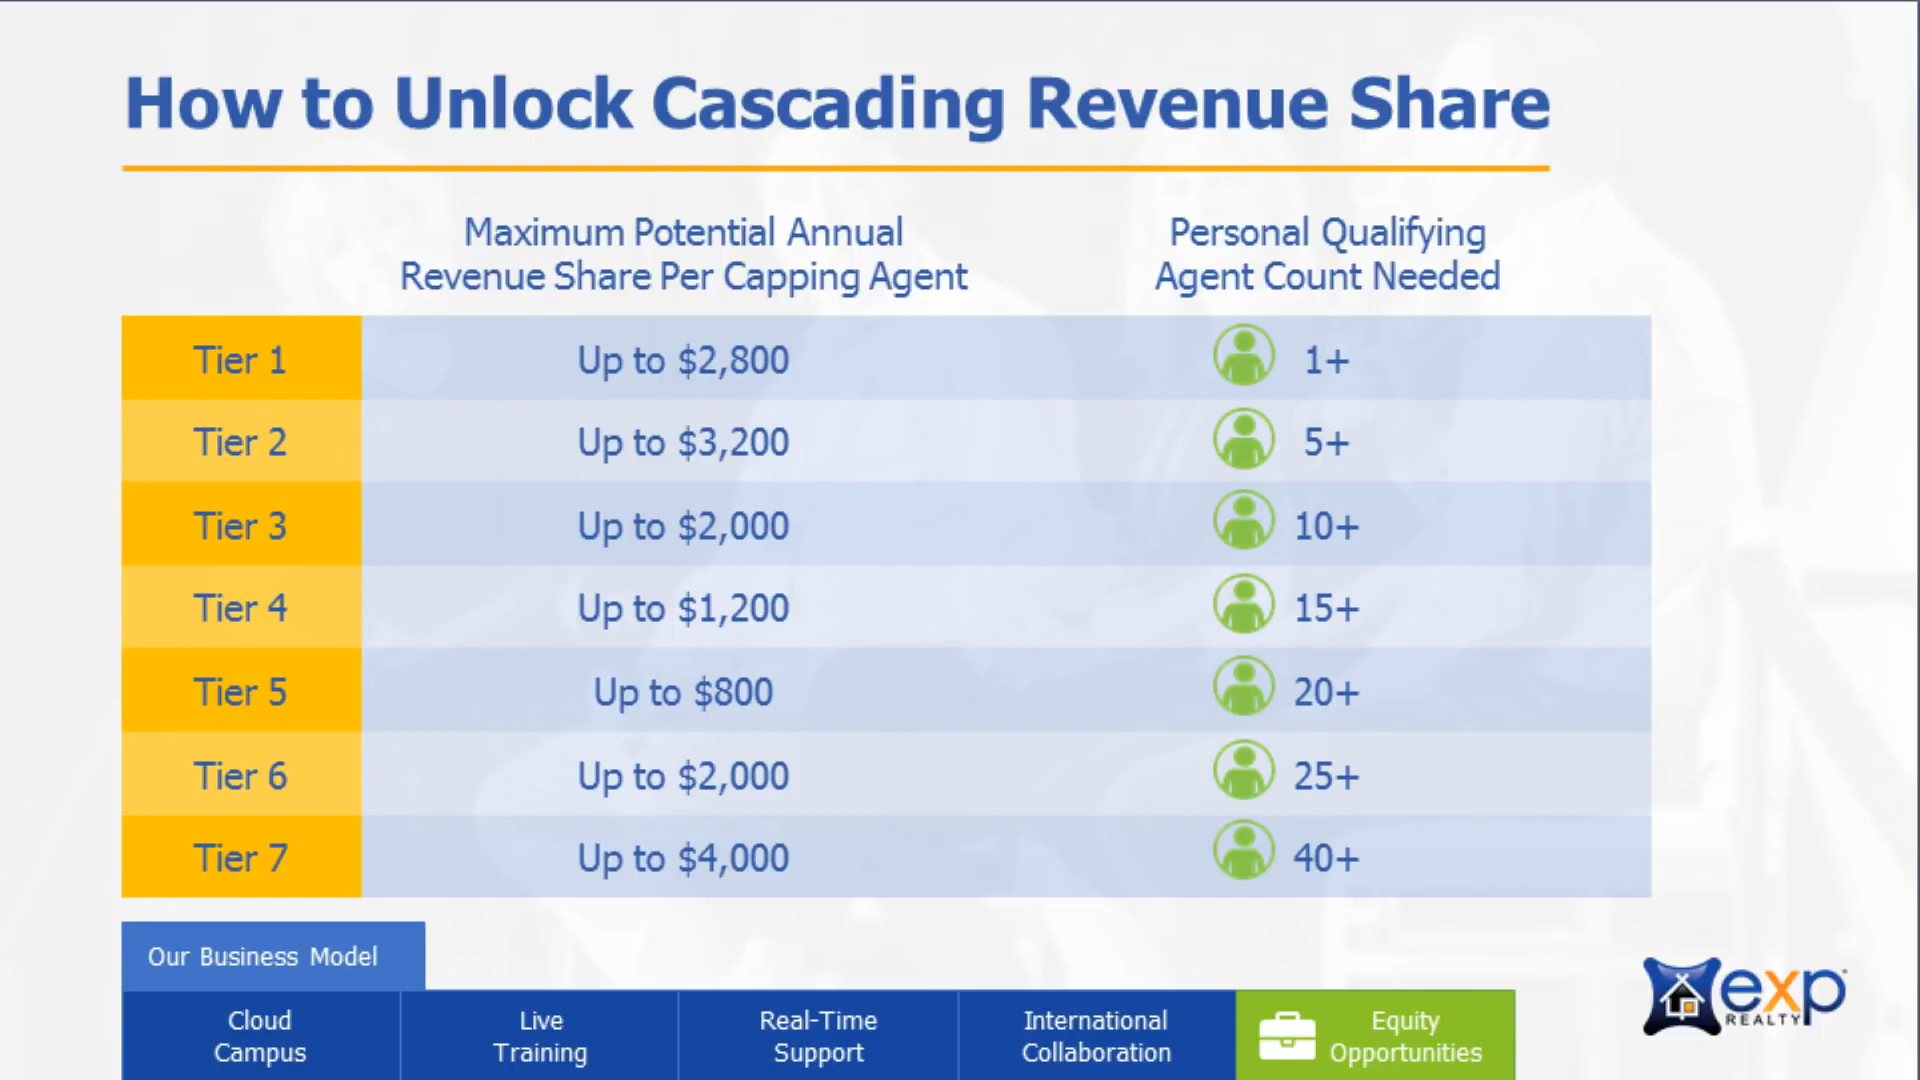 How to Unlock Cascading Revenue Share
Maximum Potential Annual
Revenue Share Per Capping Agent
Personal Qualifying
Agent Count Needed
Tier 1 Up to $2,800 1+
Tier 2 Up to $3,200 5+
Tier 3 Up to $2,000 10+
Tier 4 Up to $1,200 15+
Tier 5 Up to $800 20+
Tier 6 Up to $2,000 25+
Tier 7 Up to $4,000 40+
Our Business Model
Cloud
Campus
Live
Training
Real-Time
Support
International
Collaboration
Equity
Opportunities
exp
REALTY